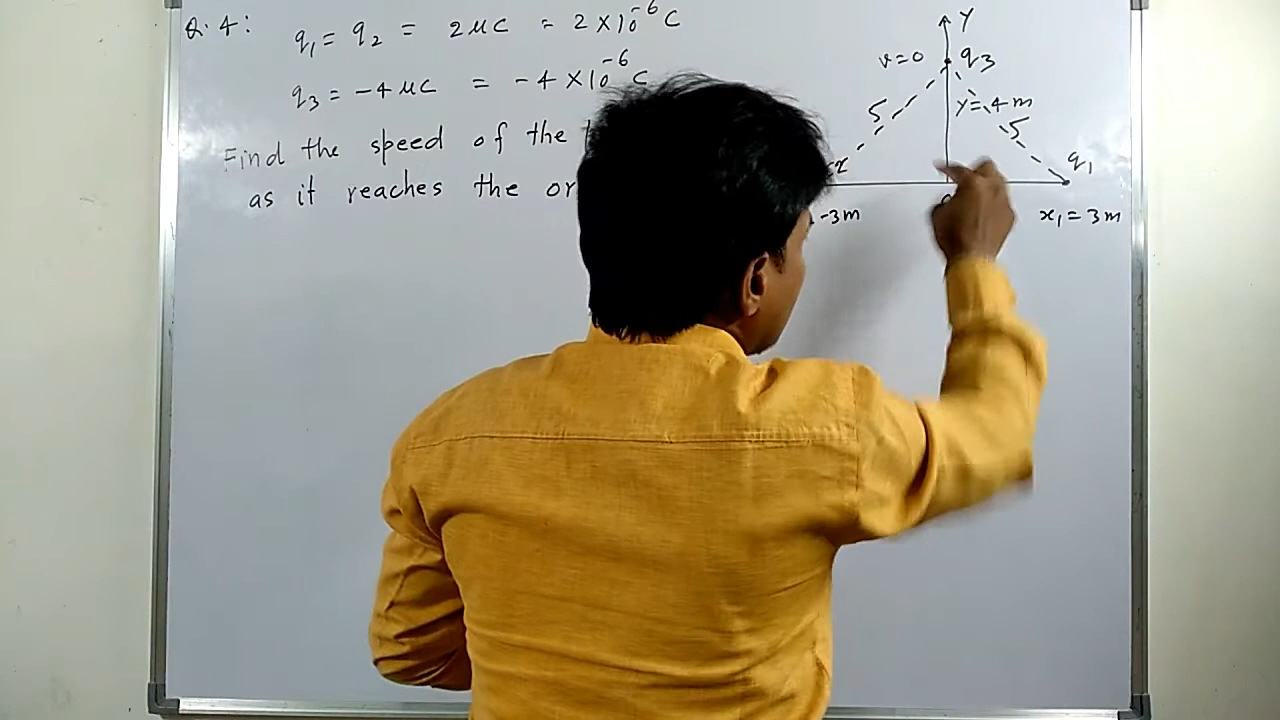 Q.4:
q₁ = q₂ = 2μC = 2×10⁻⁶ C
q₃ = -4μC = -4×10⁻⁶ C
Find the speed of the
as it reaches the
Y
v=0 q₃
5 y=4m 5
x q₁
-3m x₁=3m